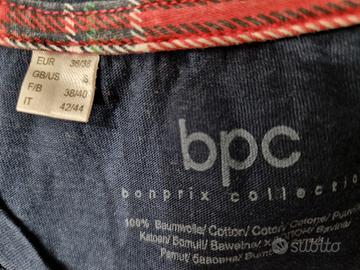 EUR 36/38
GB/US S
F/B 38/40
IT 42/44
bpc
bonprix collectio
100% Baumwolle/Cotton/Coton/Cotone/
Katoen/Bomull/Bawełna/
Pamut/
subito